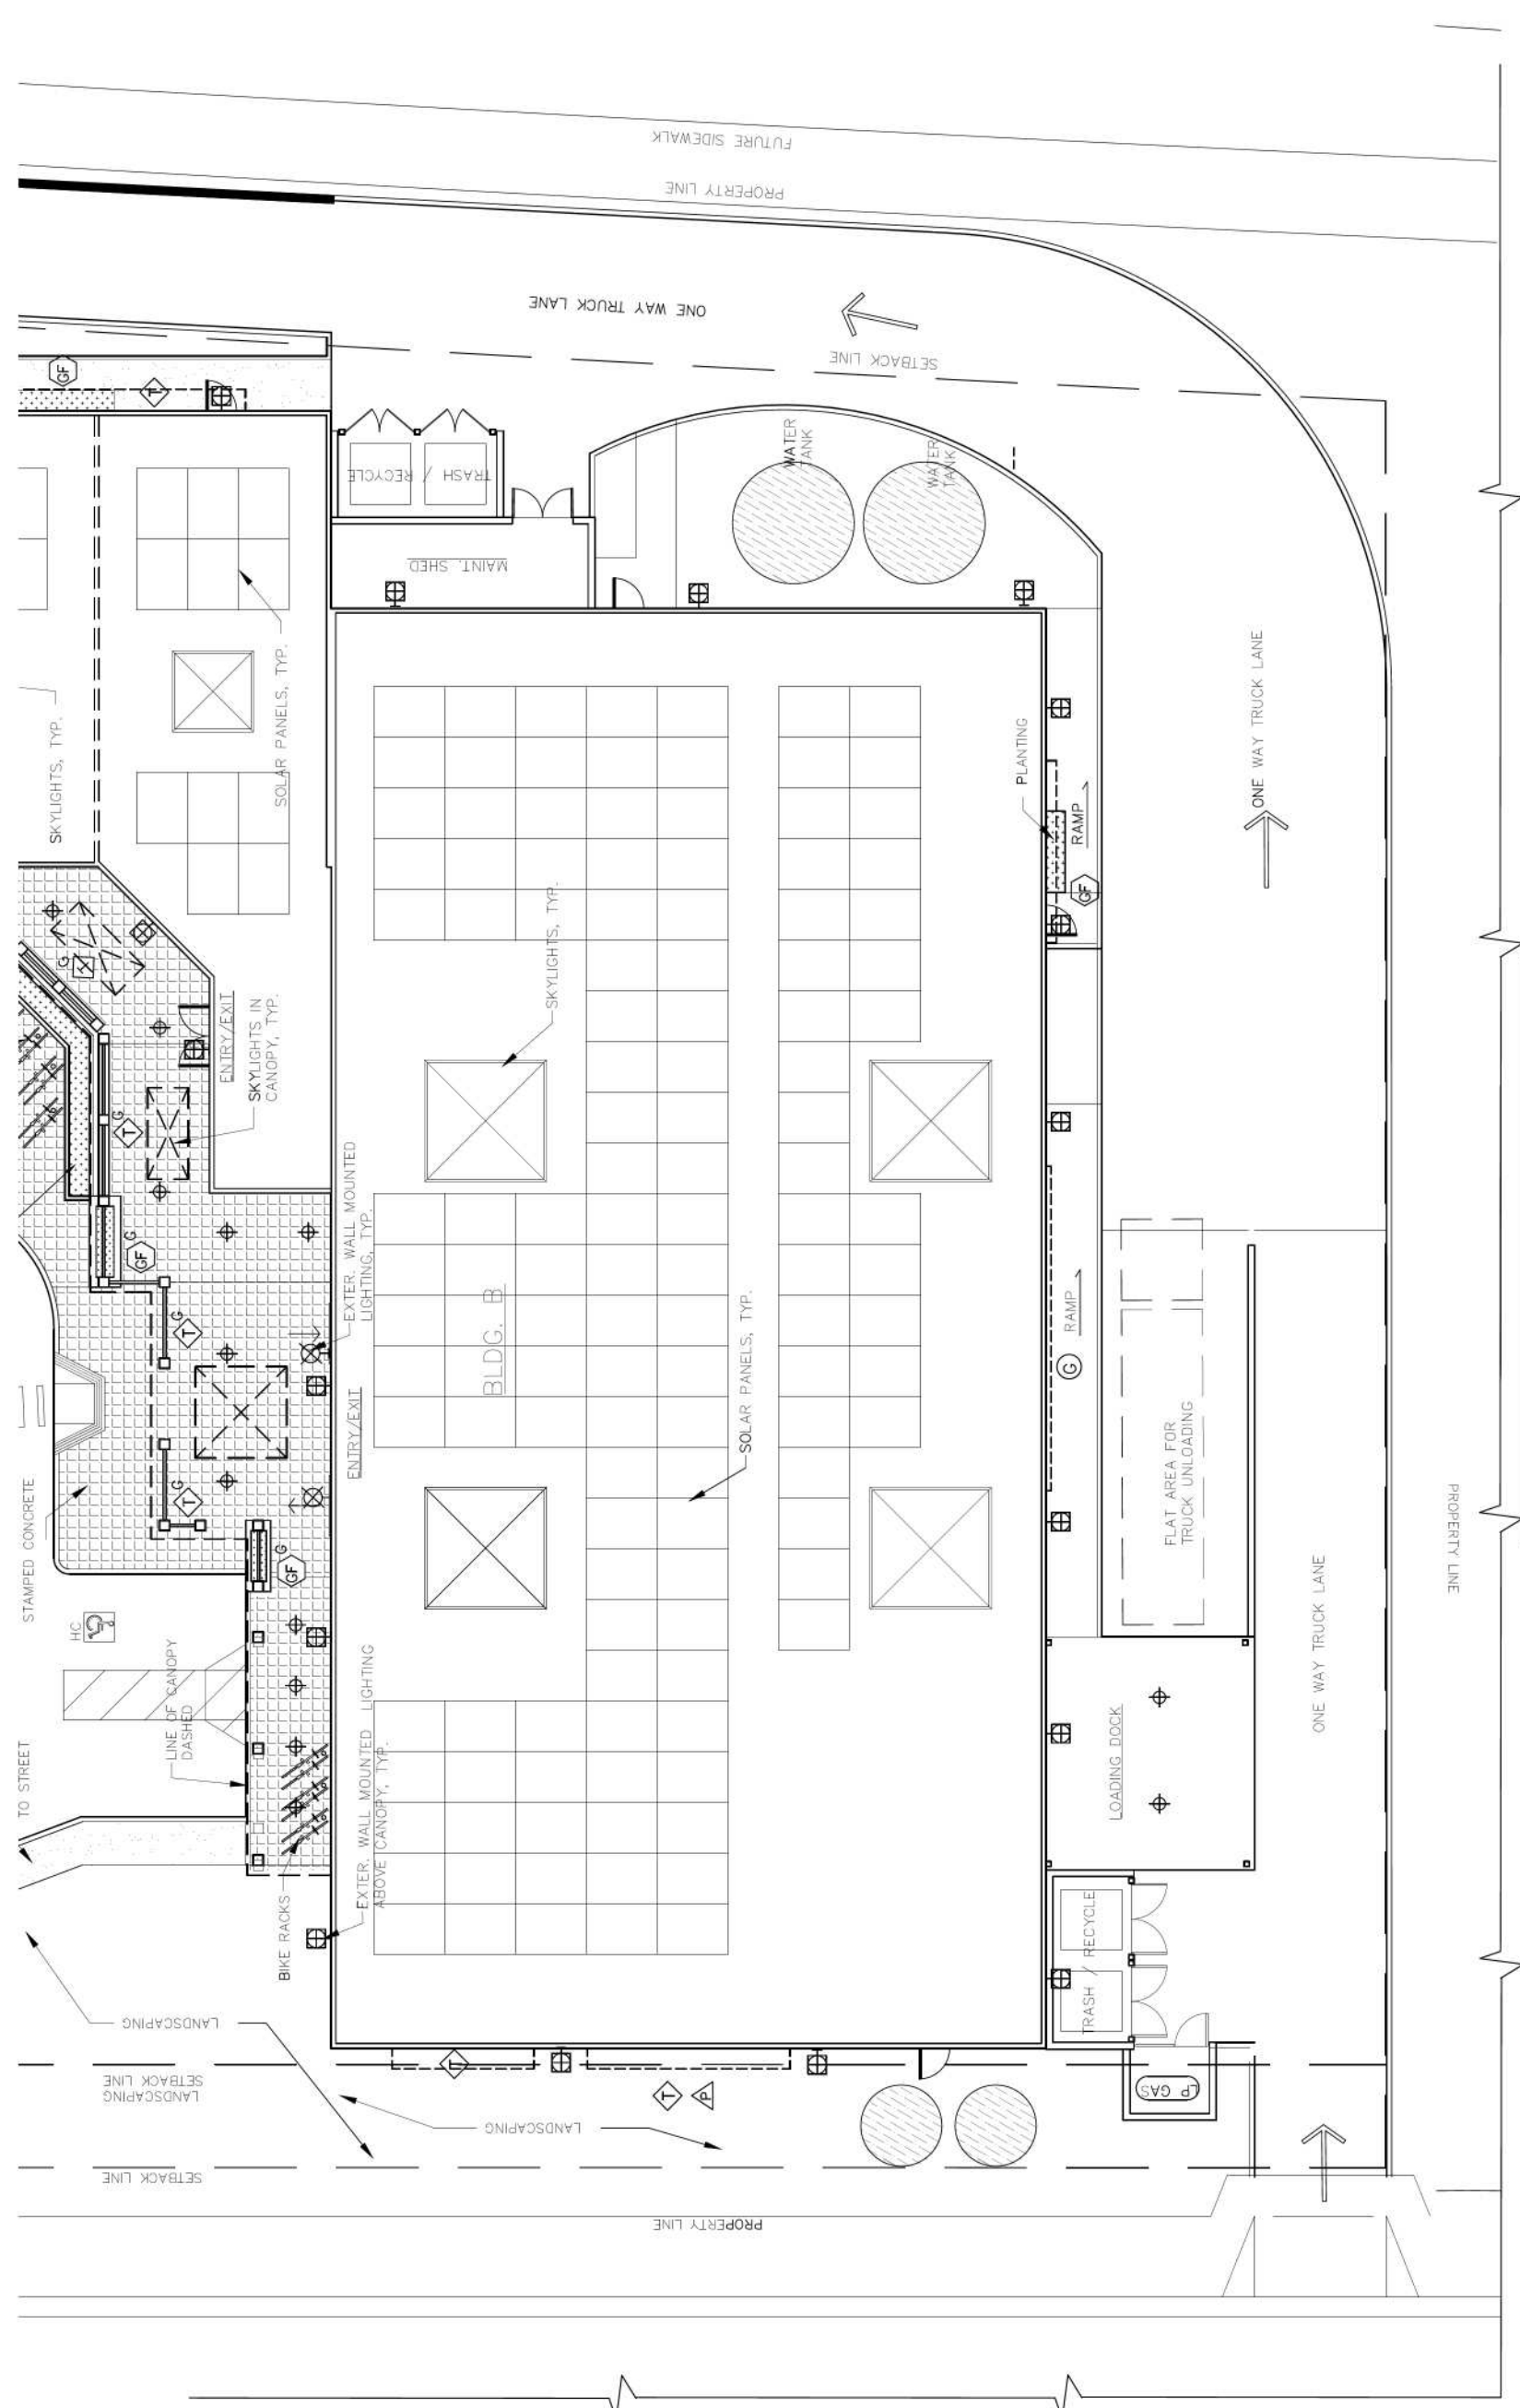 FUTURE SIDEWALK
PROPERTY LINE
ONE WAY TRUCK LANE
SETBACK LINE
GF
T
TRASH / RECYCLE
WATER
TANK
WATER
TANK
MAINT. SHED
SKYLIGHTS, TYP.
SOLAR PANELS, TYP.
PLANTING
RAMP
GF
ONE WAY TRUCK LANE
SKYLIGHTS, TYP.
G
H
ENTRY/EXIT
SKYLIGHTS IN
CANOPY, TYP.
G
T
G
GF
EXTER. WALL MOUNTED
LIGHTING, TYP.
BLDG. B
SOLAR PANELS, TYP.
G
RAMP
G
T
ENTRY/EXIT
FLAT AREA FOR
TRUCK UNLOADING
STAMPED CONCRETE
G
T
G
GF
HC
PROPERTY LINE
ONE WAY TRUCK LANE
LINE OF CANOPY
DASHED
EXTER. WALL MOUNTED LIGHTING
ABOVE CANOPY, TYP.
LOADING DOCK
TO STREET
BIKE RACKS
TRASH / RECYCLE
LANDSCAPING
SETBACK LINE
LANDSCAPING
T
T
P
LP GAS
LANDSCAPING
SETBACK LINE
PROPERTY LINE